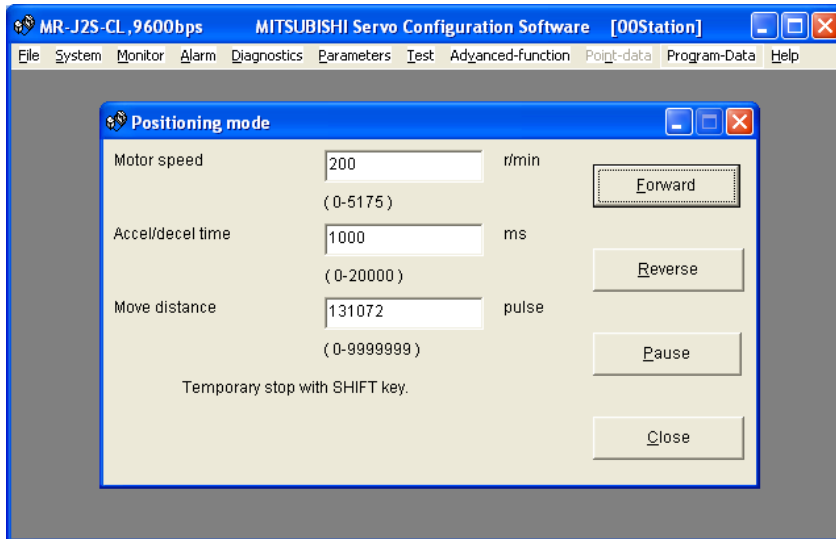 MR-J2S-CL,9600bps MITSUBISHI Servo Configuration Software [00Station]
File System Monitor Alarm Diagnostics Parameters Test Advanced-function Point-data Program-Data Help
Positioning mode
Motor speed 200 r/min
Forward
(0-5175)
Accel/decel time 1000 ms
Reverse
(0-20000)
Move distance 131072 pulse
(0-9999999)
Pause
Temporary stop with SHIFT key.
Close